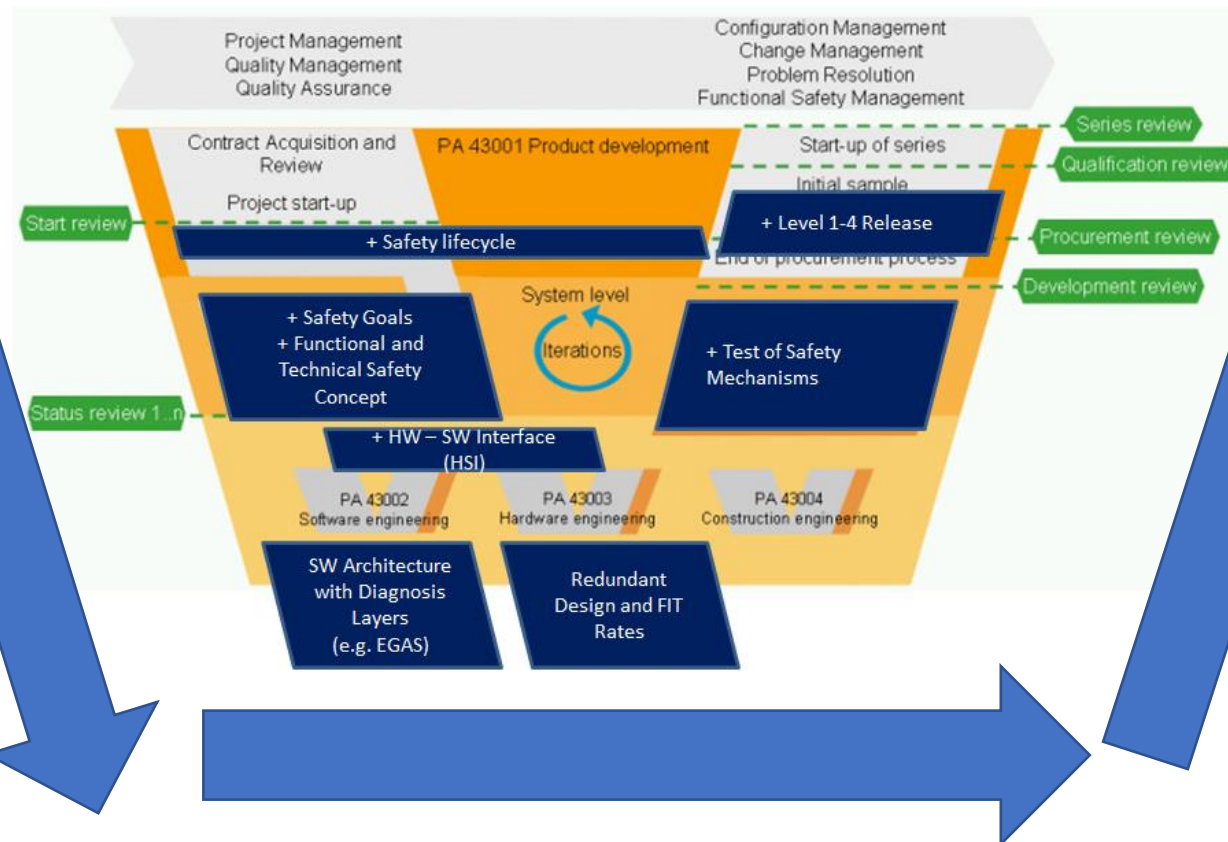 Project Management
Quality Management
Quality Assurance
Configuration Management
Change Management
Problem Resolution
Functional Safety Management
Contract Acquisition and
Review
Project start-up
PA 43001 Product development
Start-up of series
Initial sample
Series review
Qualification review
Start review
+ Safety lifecycle
+ Level 1-4 Release
Procurement review
End of procurement process
Development review
+ Safety Goals
+ Functional and
Technical Safety
Concept
System level
Iterations
+ Test of Safety
Mechanisms
Status review 1..n
+ HW – SW Interface
(HSI)
PA 43002
Software engineering
PA 43003
Hardware engineering
PA 43004
Construction engineering
SW Architecture
with Diagnosis
Layers
(e.g. EGAS)
Redundant
Design and FIT
Rates